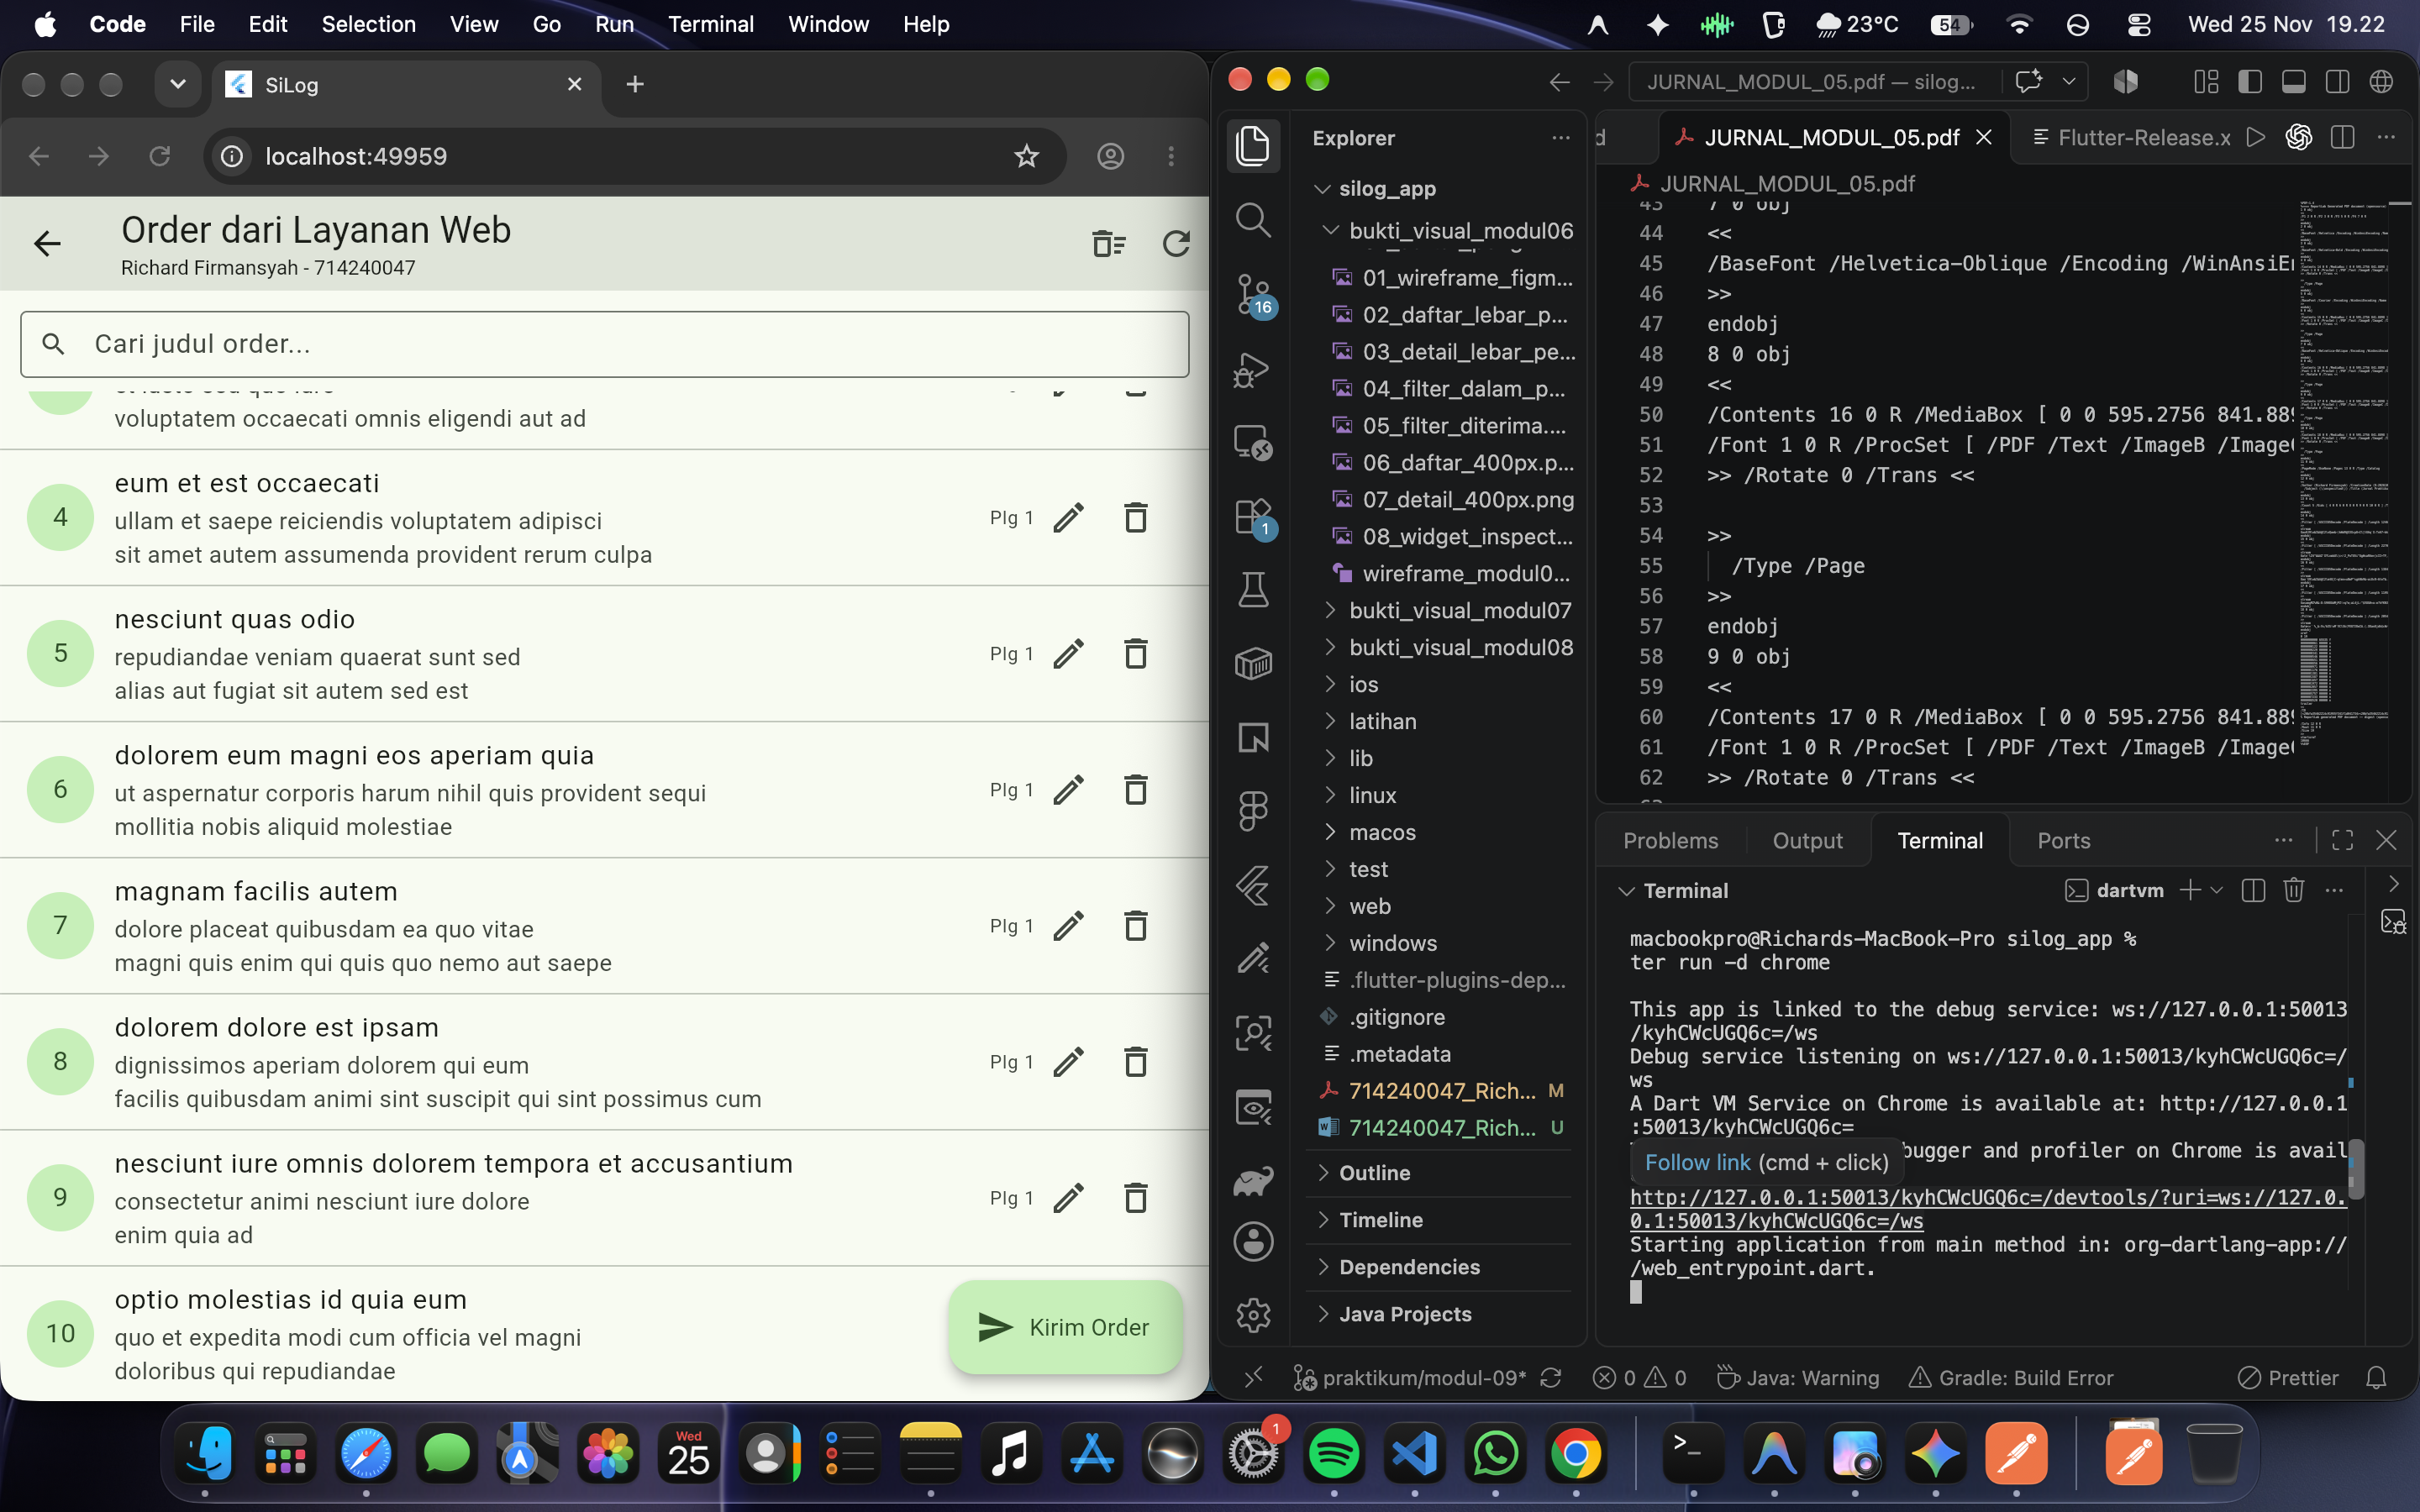 Code File Edit Selection View Go Run Terminal Window Help
23°C 54 Wed 25 Nov 19.22
SiLog
localhost:49959
Order dari Layanan Web
Richard Firmansyah - 714240047
Cari judul order...
voluptatem occaecati omnis eligendi aut ad
4
eum et est occaecati
ullam et saepe reiciendis voluptatem adipisci
sit amet autem assumenda provident rerum culpa
Plg 1
5
nesciunt quas odio
repudiandae veniam quaerat sunt sed
alias aut fugiat sit autem sed est
Plg 1
6
dolorem eum magni eos aperiam quia
ut aspernatur corporis harum nihil quis provident sequi
mollitia nobis aliquid molestiae
Plg 1
7
magnam facilis autem
dolore placeat quibusdam ea quo vitae
magni quis enim qui quis quo nemo aut saepe
Plg 1
8
dolorem dolore est ipsam
dignissimos aperiam dolorem qui eum
facilis quibusdam animi sint suscipit qui sint possimus cum
Plg 1
9
nesciunt iure omnis dolorem tempora et accusantium
consectetur animi nesciunt iure dolore
enim quia ad
Plg 1
10
optio molestias id quia eum
quo et expedita modi cum officia vel magni
doloribus qui repudiandae
Kirim Order
JURNAL_MODUL_05.pdf — silog...
16
1
Explorer
silog_app
bukti_visual_modul06
01_wireframe_figm...
02_daftar_lebar_p...
03_detail_lebar_pe...
04_filter_dalam_p...
05_filter_diterima....
06_daftar_400px.p...
07_detail_400px.png
08_widget_inspect...
wireframe_modul0...
bukti_visual_modul07
bukti_visual_modul08
ios
latihan
lib
linux
macos
test
web
windows
.flutter-plugins-dep...
.gitignore
.metadata
714240047_Rich... M
714240047_Rich... U
Outline
Timeline
Dependencies
Java Projects
d JURNAL_MODUL_05.pdf Flutter-Release.x
JURNAL_MODUL_05.pdf
43 7 0 obj
44 <<
45 /BaseFont /Helvetica-Oblique /Encoding /WinAnsiEn
46 >>
47 endobj
48 8 0 obj
49 <<
50 /Contents 16 0 R /MediaBox [ 0 0 595.2756 841.889
51 /Font 1 0 R /ProcSet [ /PDF /Text /ImageB /ImageC
52 >> /Rotate 0 /Trans <<
53
54 >>
55 /Type /Page
56 >>
57 endobj
58 9 0 obj
59 <<
60 /Contents 17 0 R /MediaBox [ 0 0 595.2756 841.889
61 /Font 1 0 R /ProcSet [ /PDF /Text /ImageB /ImageC
62 >> /Rotate 0 /Trans <<
Problems Output Terminal Ports
Terminal dartvm
macbookpro@Richards-MacBook-Pro silog_app %
ter run -d chrome
This app is linked to the debug service: ws://127.0.0.1:50013
/kyhCWcUGQ6c=/ws
Debug service listening on ws://127.0.0.1:50013/kyhCWcUGQ6c=/
ws
A Dart VM Service on Chrome is available at: http://127.0.0.1
:50013/kyhCWcUGQ6c=
bugger and profiler on Chrome is avail
Follow link (cmd + click)
http://127.0.0.1:50013/kyhCWcUGQ6c=/devtools/?uri=ws://127.0.
0.1:50013/kyhCWcUGQ6c=/ws
Starting application from main method in: org-dartlang-app://
/web_entrypoint.dart.
praktikum/modul-09* 0 0 Java: Warning Gradle: Build Error Prettier
Wed
25
1